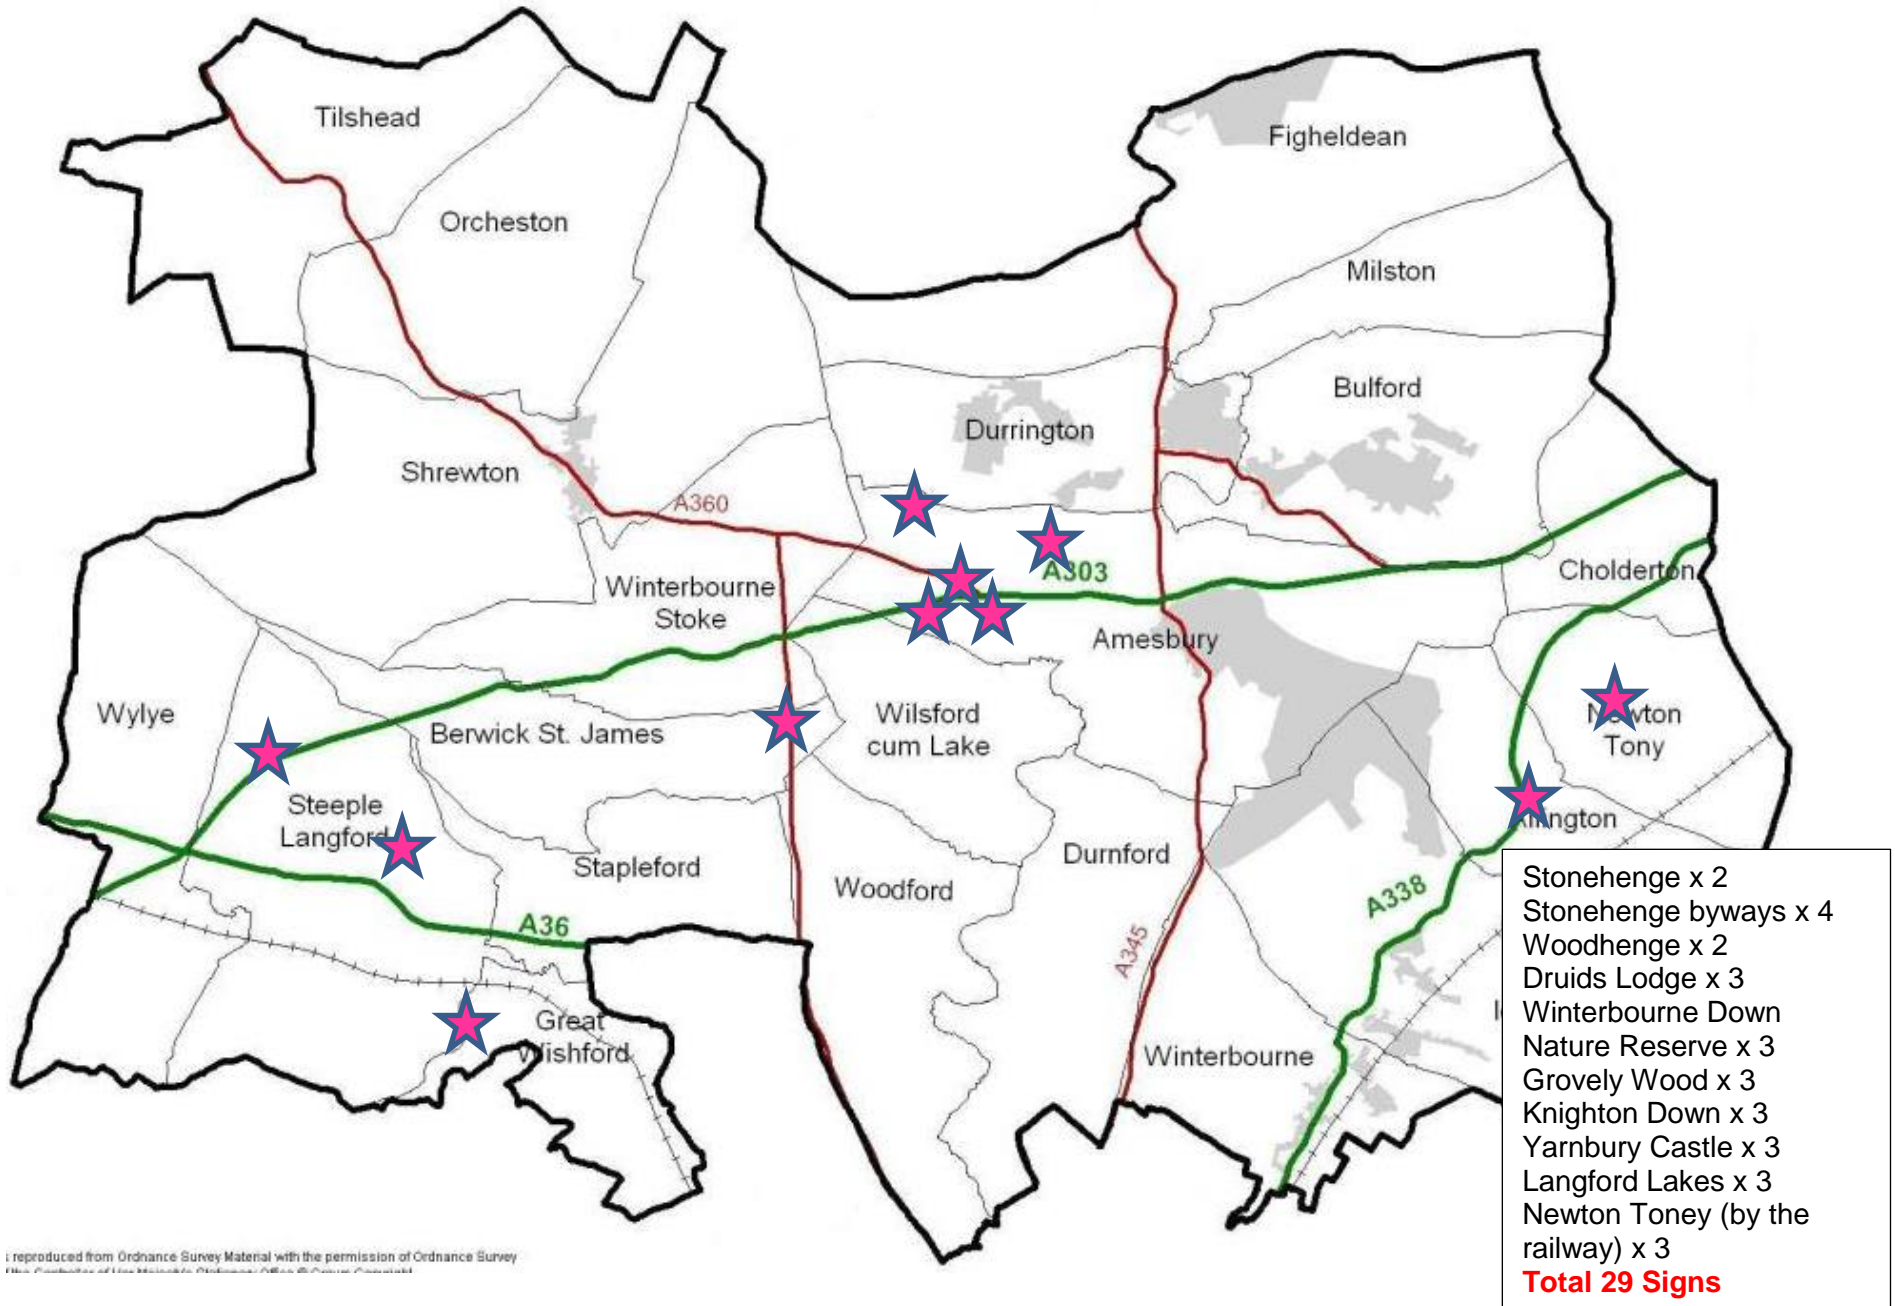 Tilshead
Figheldean
Orcheston
Milston
Bulford
Durrington
Shrewton
A360
A303
Cholderton
Winterbourne
Stoke
Amesbury
Wylye
Berwick St. James
Wilsford
cum Lake
Newton
Tony
Steeple
Langford
Allington
Stapleford
Durnford
Woodford
A338
A36
A345
Great
Wishford
Winterbourne
Stonehenge x 2
Stonehenge byways x 4
Woodhenge x 2
Druids Lodge x 3
Winterbourne Down
Nature Reserve x 3
Grovely Wood x 3
Knighton Down x 3
Yarnbury Castle x 3
Langford Lakes x 3
Newton Toney (by the
railway) x 3
Total 29 Signs
reproduced from Ordnance Survey Material with the permission of Ordnance Survey